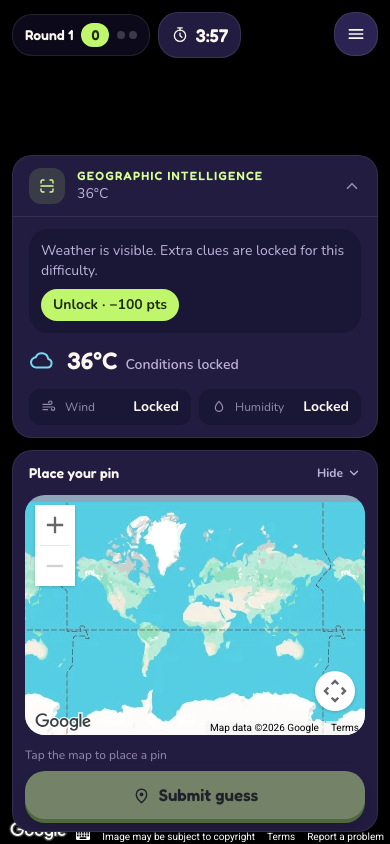 Round 1 0
3:57
GEOGRAPHIC INTELLIGENCE
36°C
Weather is visible. Extra clues are locked for this
difficulty.
Unlock · −100 pts
36°C Conditions locked
Wind Locked
Humidity Locked
Place your pin
Hide
Google
Map data ©2026 Google Terms
Tap the map to place a pin
Submit guess
Google
Image may be subject to copyright Terms Report a problem